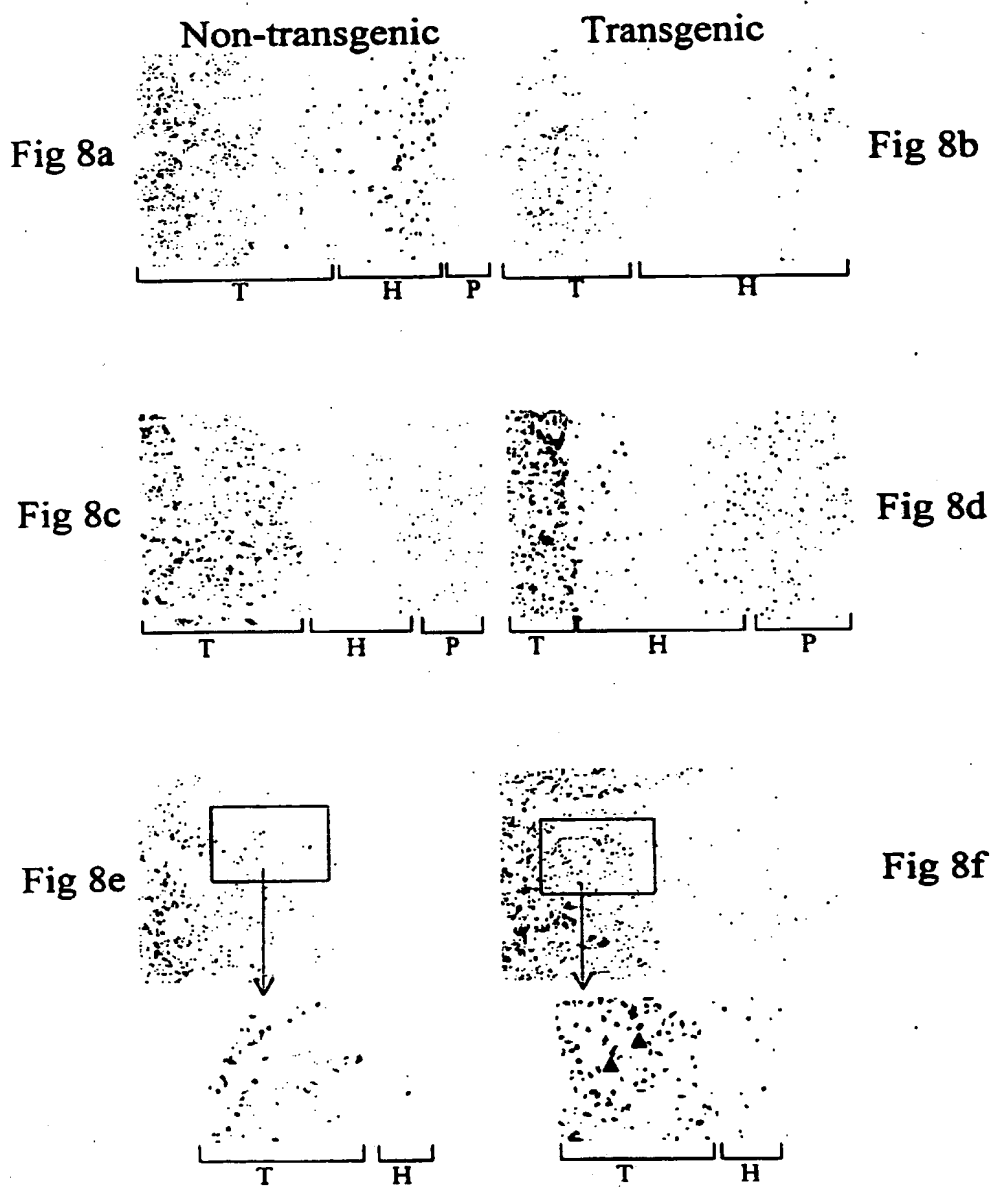 Non-transgenic Transgenic
Fig 8a Fig 8b
T H P T H
Fig 8c Fig 8d
T H P T H P
Fig 8e Fig 8f
T H T H